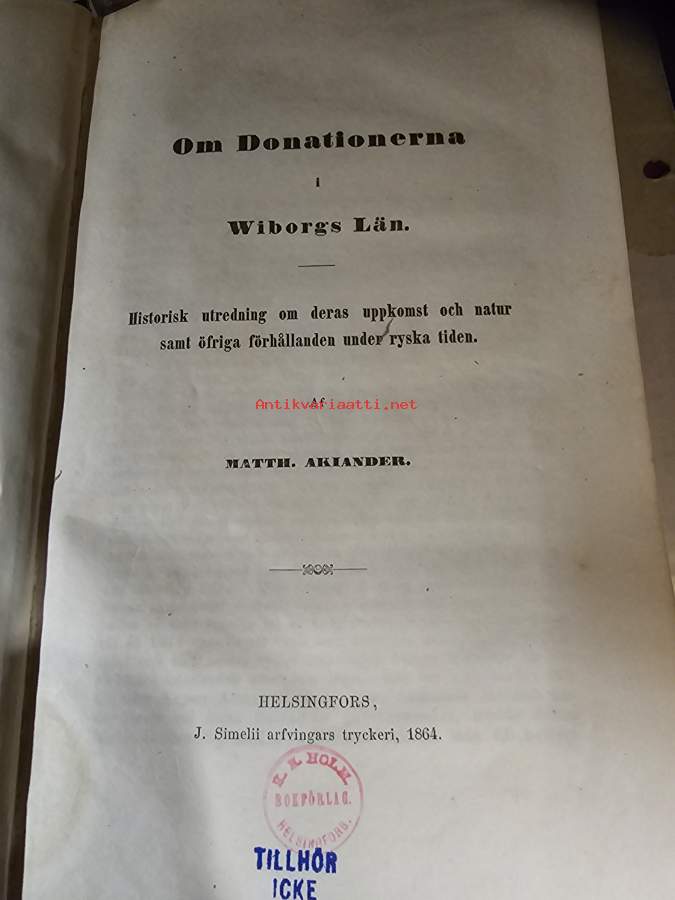 Om Donationerna
i
Wiborgs Län.
Historisk utredning om deras uppkomst och natur
samt öfriga förhållanden under ryska tiden.
Af
Antikvariaatti.net
MATTH. AKIANDER.
HELSINGFORS,
J. Simelii arfvingars tryckeri, 1864.
HOLM.
BOKFÖRLAG.
HELSINGFORS.
TILLHÖR
ICKE